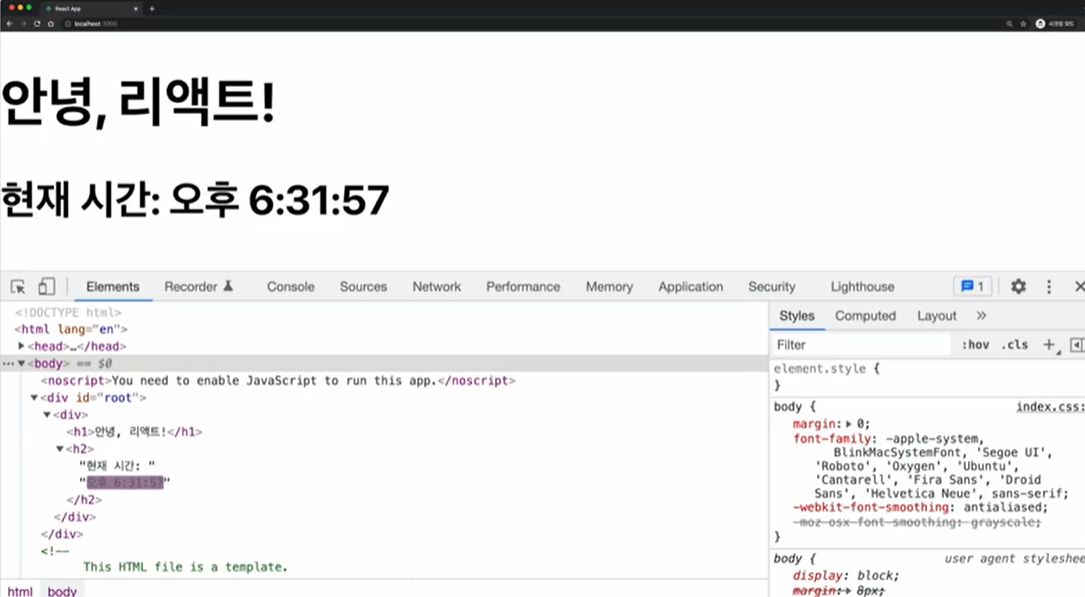 React App
localhost:3000
시크릿 모드
안녕, 리액트!
현재 시간: 오후 6:31:57
Elements Recorder Console Sources Network Performance Memory Application Security Lighthouse 1
<!DOCTYPE html>
<html lang="en">
<head>…</head>
<body> == $0
<noscript>You need to enable JavaScript to run this app.</noscript>
<div id="root">
<div>
<h1>안녕, 리액트!</h1>
<h2>
"현재 시간: "
"오후 6:31:57"
</h2>
</div>
</div>
<!--
This HTML file is a template.
html body
Styles Computed Layout »
Filter :hov .cls +
element.style {
}
body { index.css:
margin: 0;
font-family: -apple-system,
BlinkMacSystemFont, 'Segoe UI',
'Roboto', 'Oxygen', 'Ubuntu',
'Cantarell', 'Fira Sans', 'Droid
Sans', 'Helvetica Neue', sans-serif;
-webkit-font-smoothing: antialiased;
-moz-osx-font-smoothing: grayscale;
}
body { user agent styleshee
display: block;
margin: 8px;